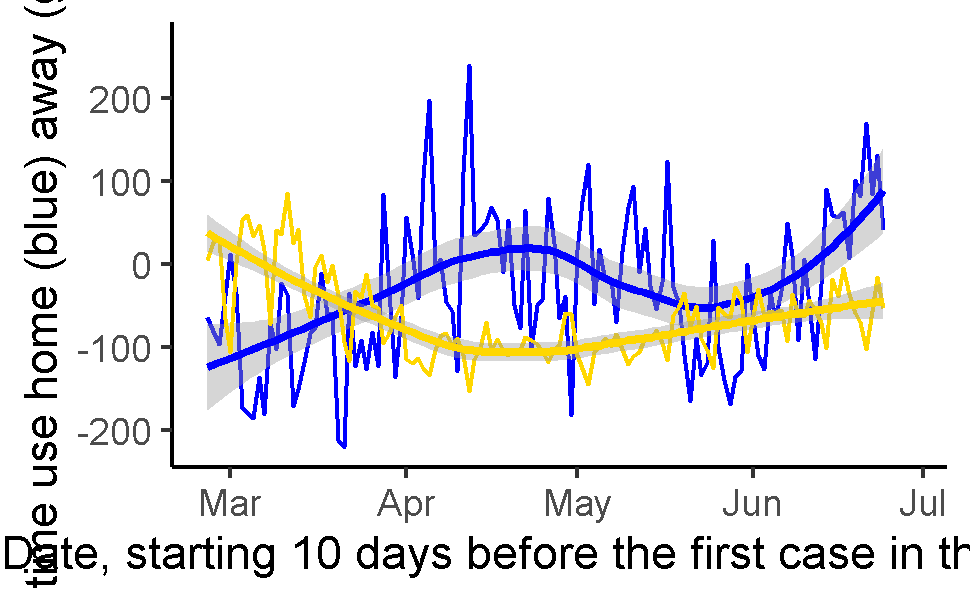 time use home (blue) away (
200
100
0
-100
-200
Mar Apr May Jun Jul
Date, starting 10 days before the first case in th